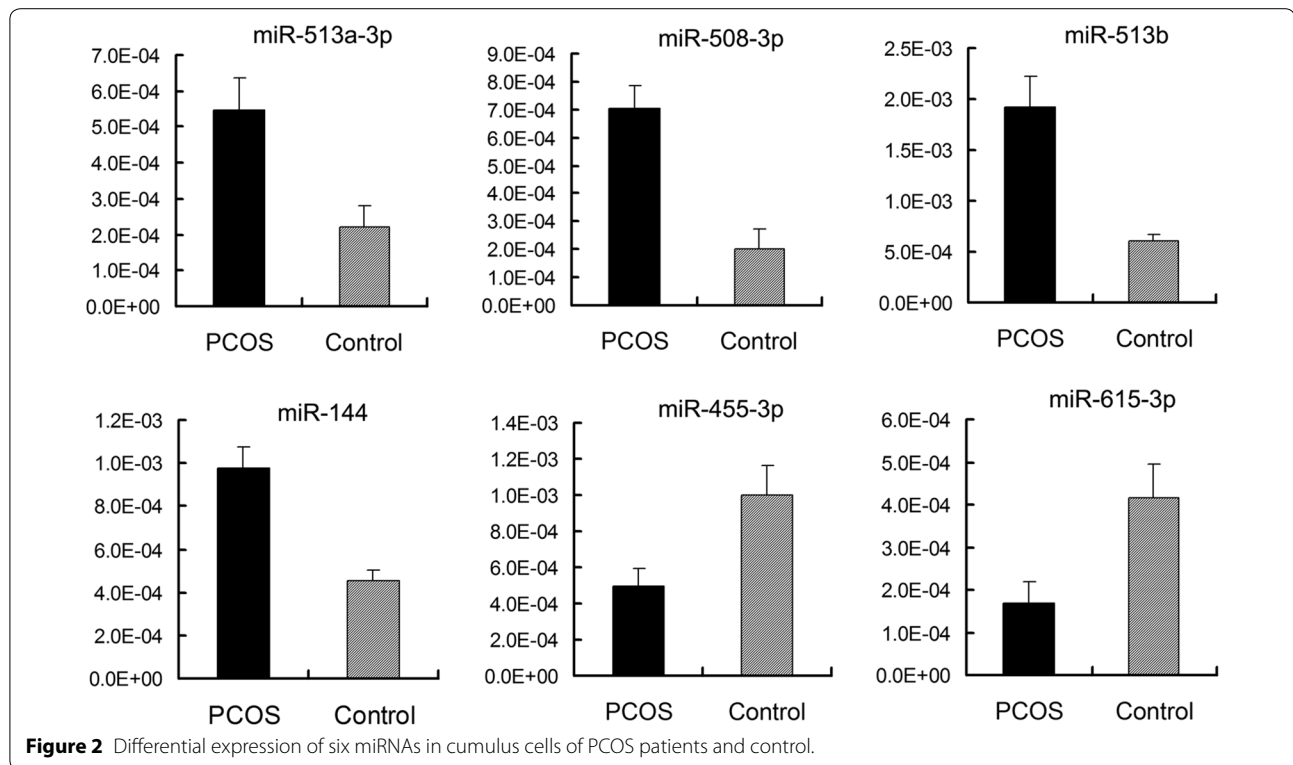 miR-513a-3p
7.0E-04
6.0E-04
5.0E-04
4.0E-04
3.0E-04
2.0E-04
1.0E-04
0.0E+00
PCOS Control
miR-508-3p
9.0E-04
8.0E-04
7.0E-04
6.0E-04
5.0E-04
4.0E-04
3.0E-04
2.0E-04
1.0E-04
0.0E+00
PCOS Control
miR-513b
2.5E-03
2.0E-03
1.5E-03
1.0E-03
5.0E-04
0.0E+00
PCOS Control
miR-144
1.2E-03
1.0E-03
8.0E-04
6.0E-04
4.0E-04
2.0E-04
0.0E+00
PCOS Control
miR-455-3p
1.4E-03
1.2E-03
1.0E-03
8.0E-04
6.0E-04
4.0E-04
2.0E-04
0.0E+00
PCOS Control
miR-615-3p
6.0E-04
5.0E-04
4.0E-04
3.0E-04
2.0E-04
1.0E-04
0.0E+00
PCOS Control
Figure 2 Differential expression of six miRNAs in cumulus cells of PCOS patients and control.